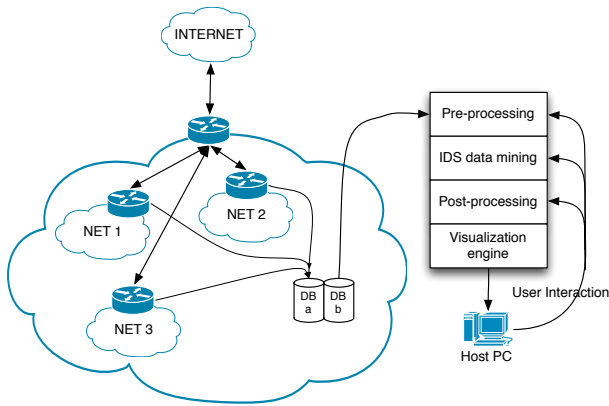 INTERNET
NET 1
NET 2
NET 3
DB
a
DB
b
Pre-processing
IDS data mining
Post-processing
Visualization
engine
User Interaction
Host PC